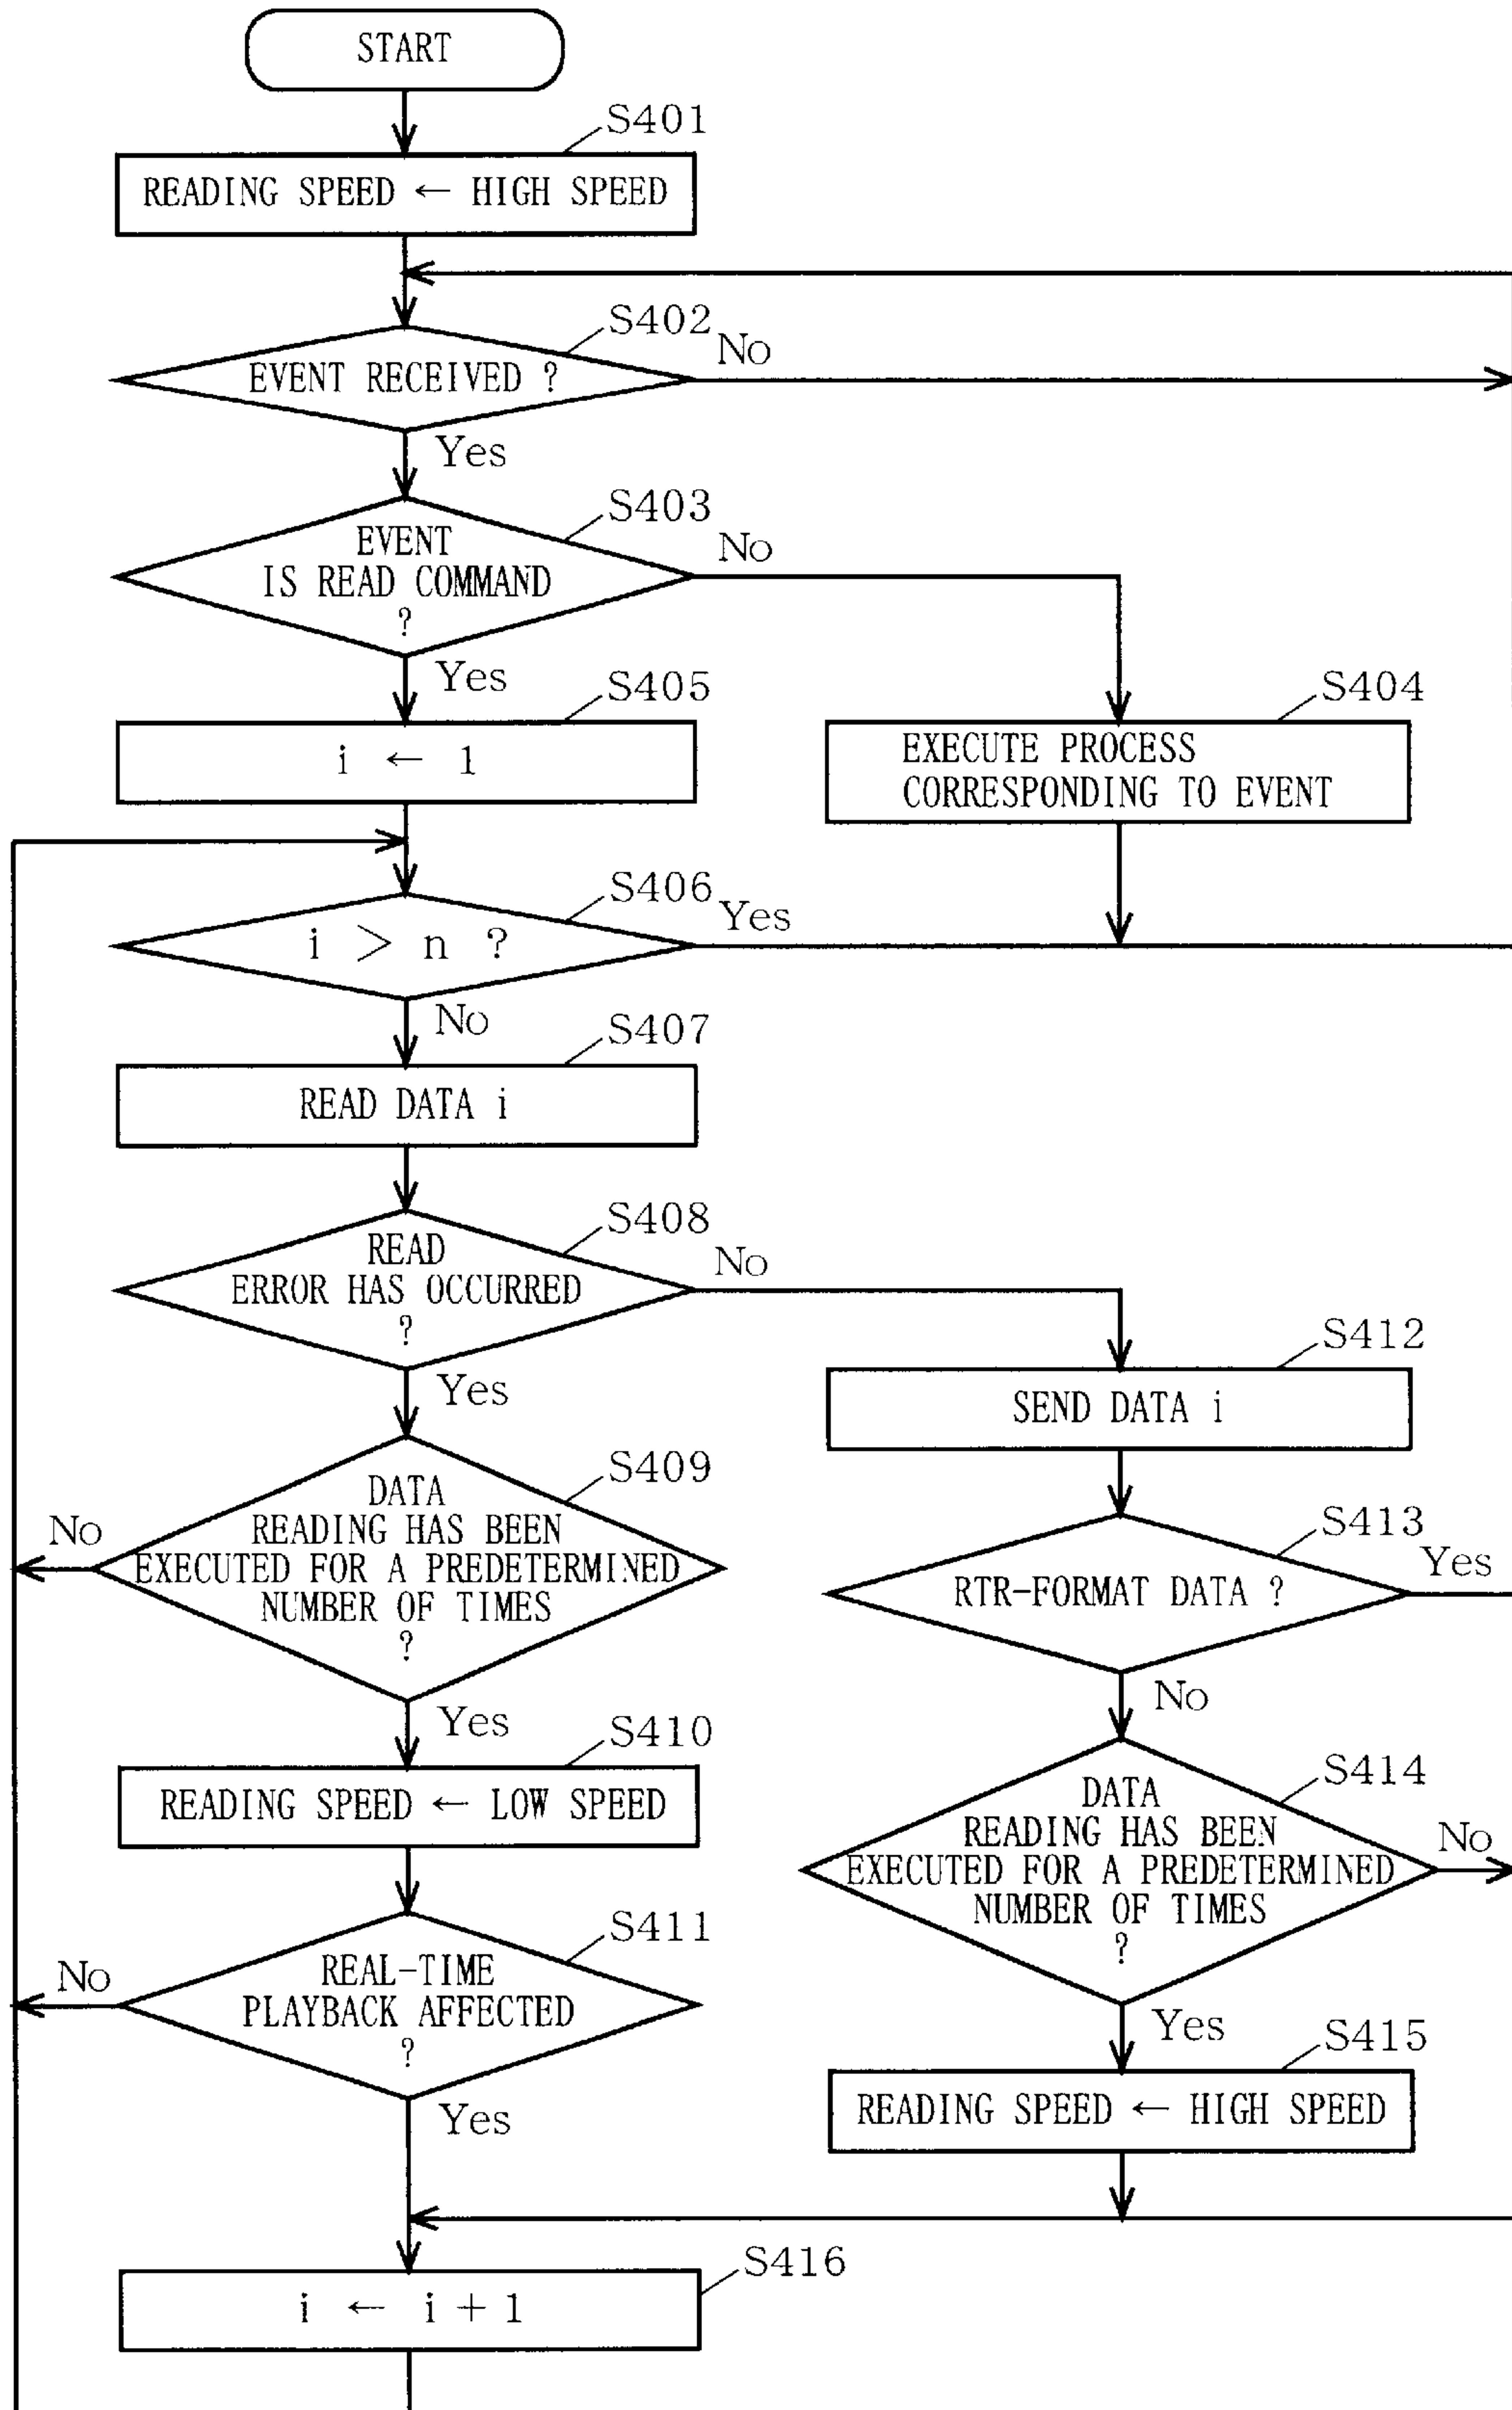 START
S401
READING SPEED ← HIGH SPEED
S402
No
EVENT RECEIVED ?
Yes
S403
No
EVENT
IS READ COMMAND
?
Yes
S405
S404
i ← 1
EXECUTE PROCESS
CORRESPONDING TO EVENT
S406
Yes
i > n ?
No
S407
READ DATA i
S408
No
READ
ERROR HAS OCCURRED
?
Yes
S412
SEND DATA i
S409
No
DATA
READING HAS BEEN
EXECUTED FOR A PREDETERMINED
NUMBER OF TIMES
?
Yes
S413
Yes
RTR-FORMAT DATA ?
No
S410
READING SPEED ← LOW SPEED
S414
No
DATA
READING HAS BEEN
EXECUTED FOR A PREDETERMINED
NUMBER OF TIMES
?
Yes
S411
No
REAL-TIME
PLAYBACK AFFECTED
?
Yes
S415
READING SPEED ← HIGH SPEED
S416
i ← i + 1